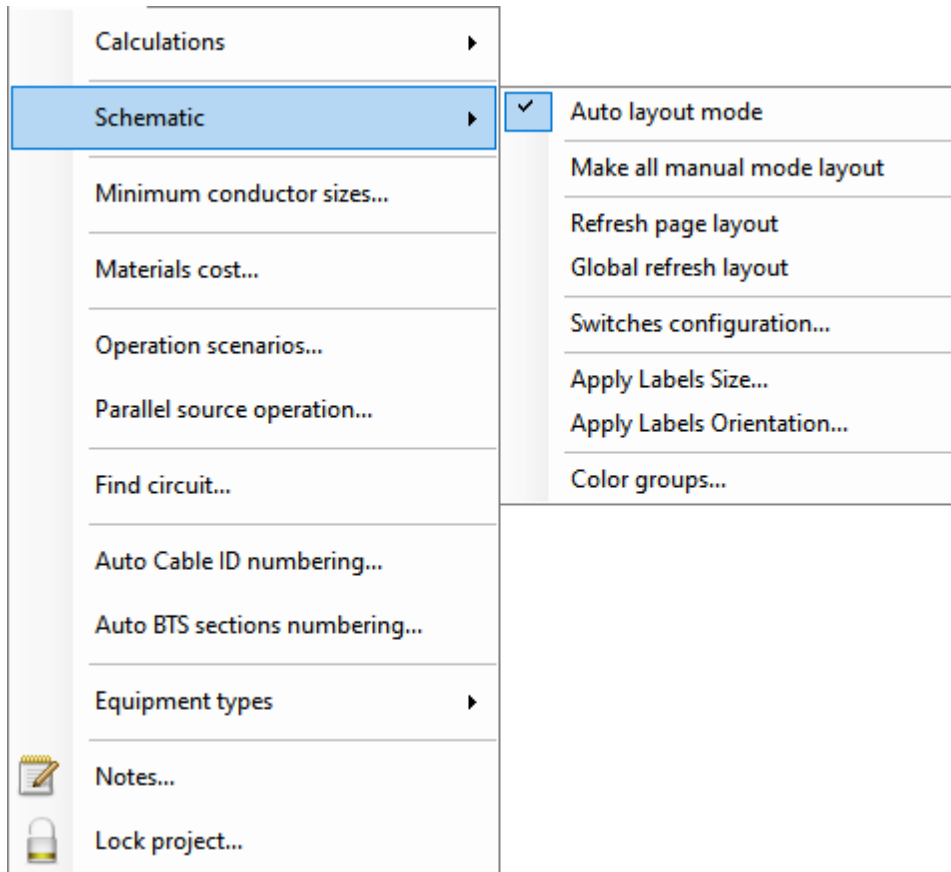 Calculations
Schematic
Minimum conductor sizes...
Materials cost...
Operation scenarios...
Parallel source operation...
Find circuit...
Auto Cable ID numbering...
Auto BTS sections numbering...
Equipment types
Notes...
Lock project...
Auto layout mode
Make all manual mode layout
Refresh page layout
Global refresh layout
Switches configuration...
Apply Labels Size...
Apply Labels Orientation...
Color groups...